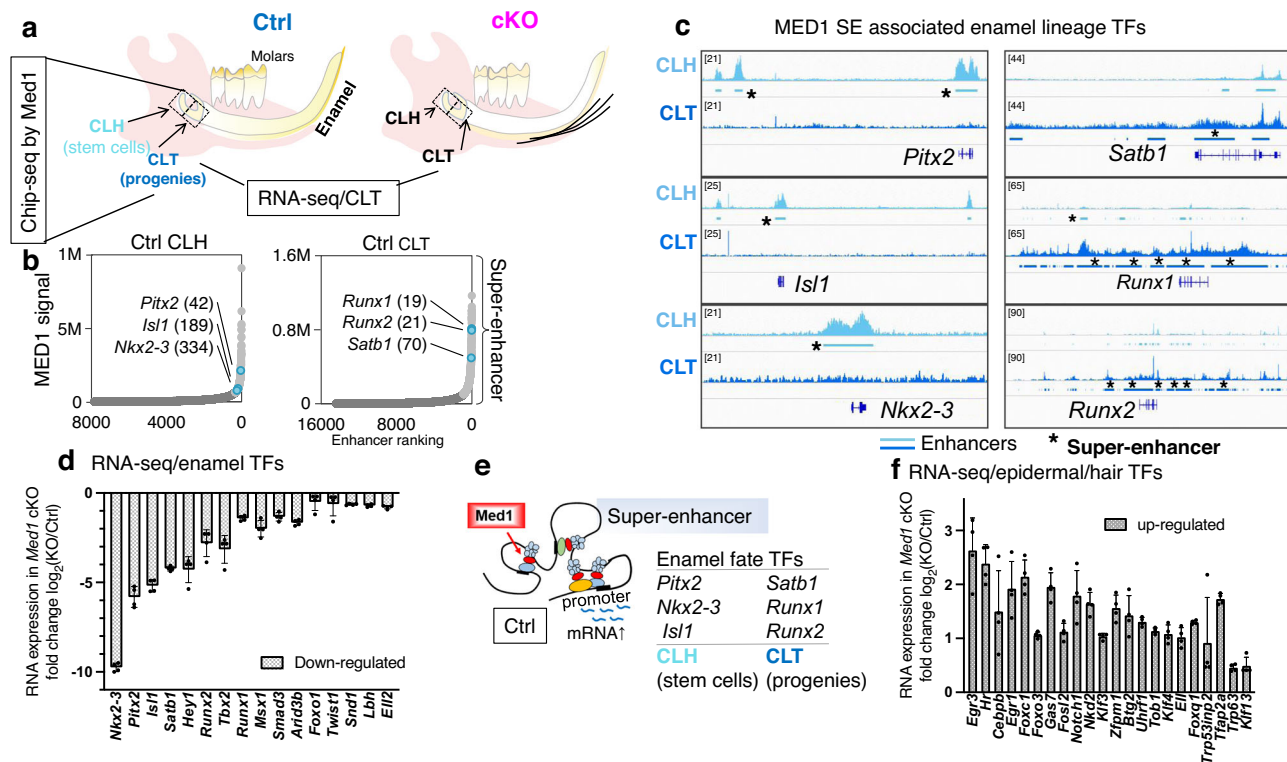 a
Ctrl
cKO
Molars
Enamel
Chip-seq by Med1
CLH
(stem cells)
CLT
(progenies)
CLH
CLT
RNA-seq/CLT
b
Ctrl CLH
Ctrl CLT
MED1 signal
1M
5M
0
8000
4000
0
Pitx2 (42)
Isl1 (189)
Nkx2-3 (334)
1.6M
0.8M
0
16000
8000
0
Runx1 (19)
Runx2 (21)
Satb1 (70)
Enhancer ranking
Super-enhancer
c
MED1 SE associated enamel lineage TFs
CLH
[21]
*
*
CLT
[21]
Pitx2
[44]
[44]
*
Satb1
CLH
[25]
*
CLT
[25]
Isl1
[65]
*
[65]
* * * * *
Runx1
CLH
[21]
*
CLT
[21]
Nkx2-3
[90]
[90]
* * * * * *
Runx2
Enhancers
* Super-enhancer
d
RNA-seq/enamel TFs
RNA expression in Med1 cKO
fold change log2(KO/Ctrl)
0
-5
-10
Down-regulated
Nkx2-3
Pitx2
Isl1
Satb1
Hey1
Runx2
Tbx2
Runx1
Msx1
Smad3
Arid3b
Foxo1
Twist1
Snd1
Lbh
Ell2
e
Med1
Super-enhancer
promoter
mRNA↑
Ctrl
Enamel fate TFs
Pitx2 Satb1
Nkx2-3 Runx1
Isl1 Runx2
CLH CLT
(stem cells) (progenies)
f
RNA-seq/epidermal/hair TFs
RNA expression in Med1 cKO
fold change log2(KO/Ctrl)
3
2
1
0
up-regulated
Egr3
Hr
Cebpb
Egr1
Foxc1
Foxo3
Gas7
Fosl2
Notch1
Nkd2
Klf3
Zfpm1
Btg2
Uhrf1
Tob1
Klf4
Ell
Foxq1
Trp53inp2
Tfap2a
Trp63
Klf13